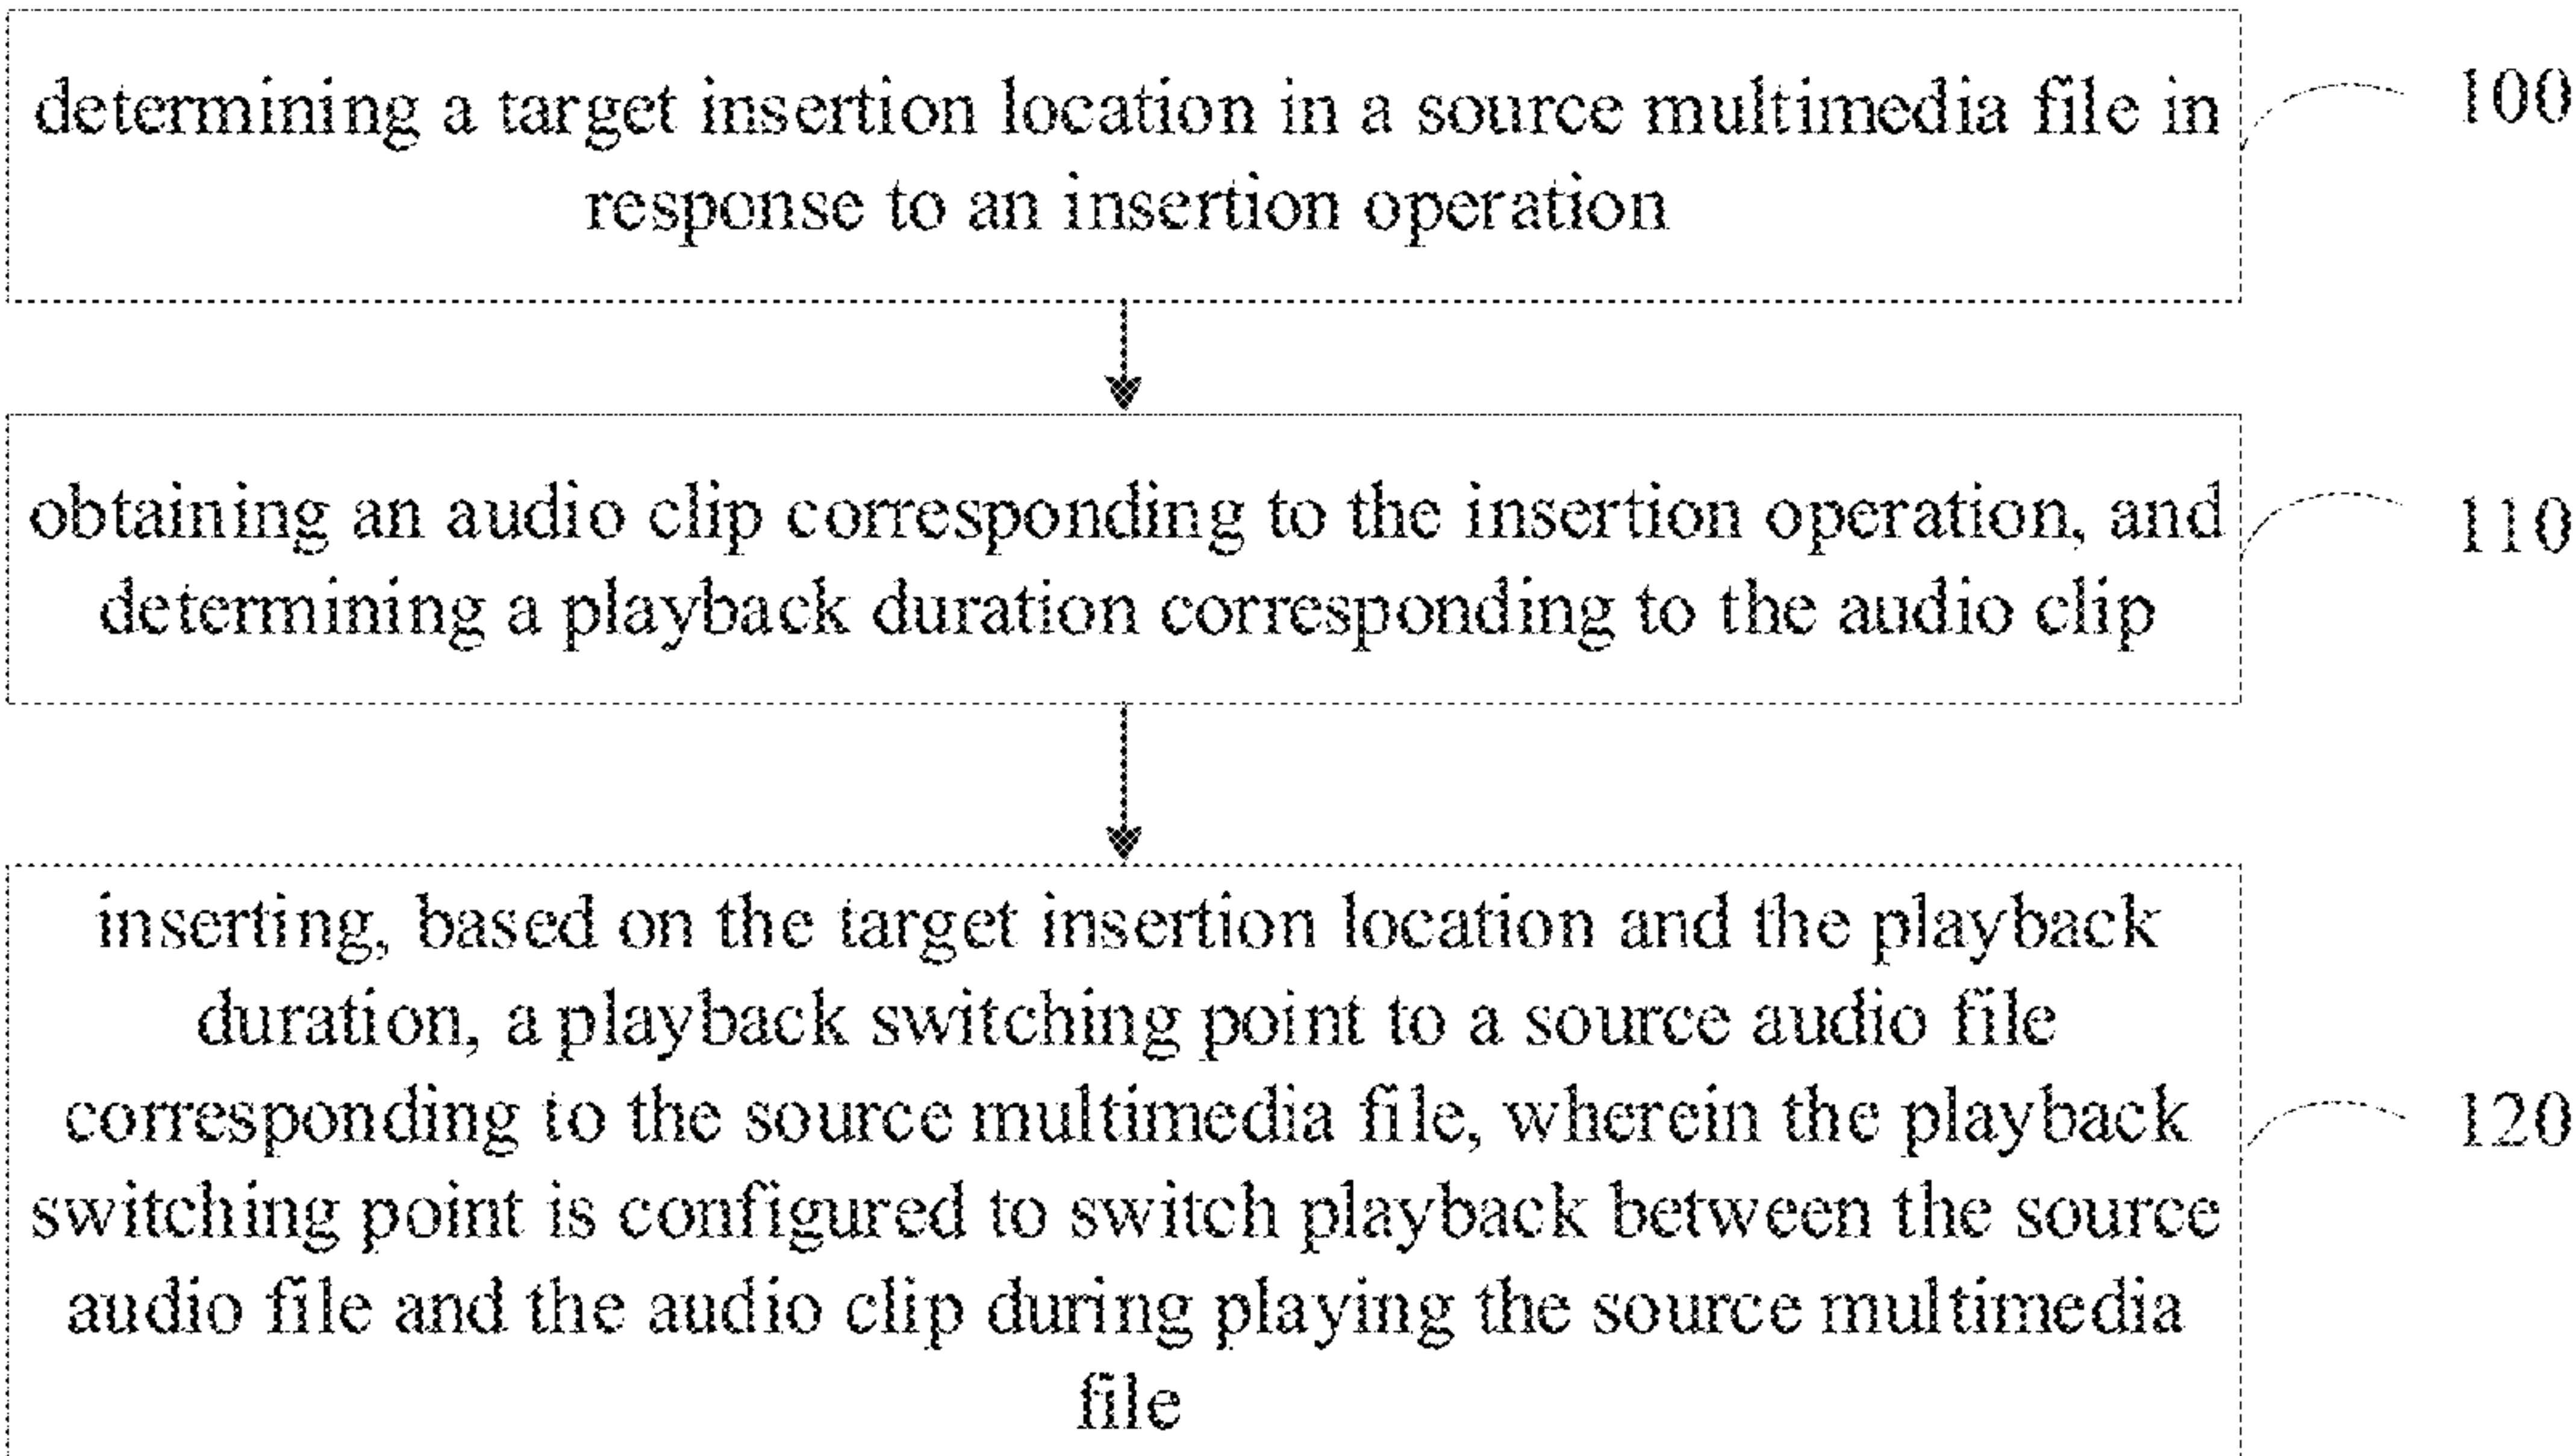 determining a target insertion location in a source multimedia file in
response to an insertion operation
100
obtaining an audio clip corresponding to the insertion operation, and
determining a playback duration corresponding to the audio clip
110
inserting, based on the target insertion location and the playback
duration, a playback switching point to a source audio file
corresponding to the source multimedia file, wherein the playback
switching point is configured to switch playback between the source
audio file and the audio clip during playing the source multimedia
file
120